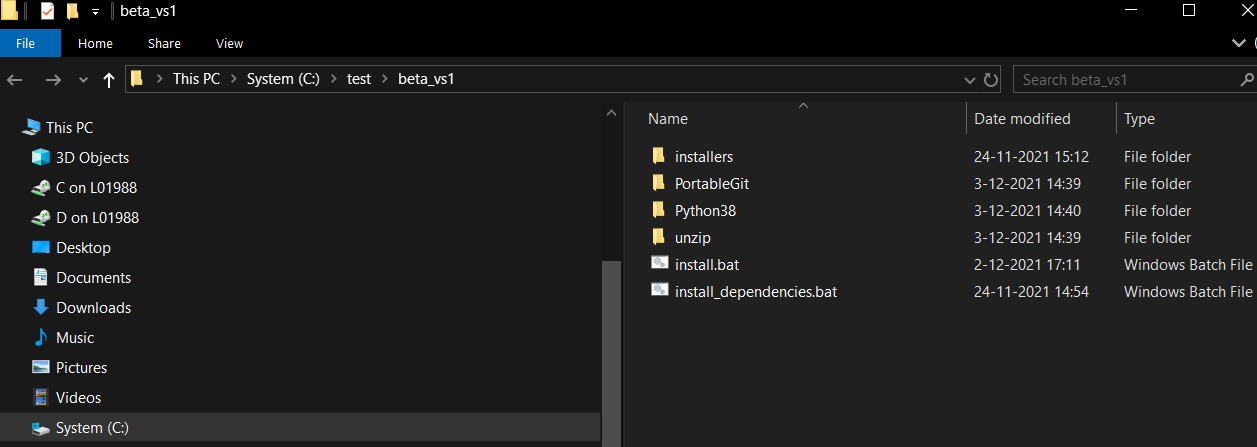 beta_vs1
File Home Share View
This PC System (C:) test beta_vs1 Search beta_vs1
This PC
3D Objects
C on L01988
D on L01988
Desktop
Documents
Downloads
Music
Pictures
Videos
System (C:)
Name Date modified Type
installers 24-11-2021 15:12 File folder
PortableGit 3-12-2021 14:39 File folder
Python38 3-12-2021 14:40 File folder
unzip 3-12-2021 14:39 File folder
install.bat 2-12-2021 17:11 Windows Batch File
install_dependencies.bat 24-11-2021 14:54 Windows Batch File